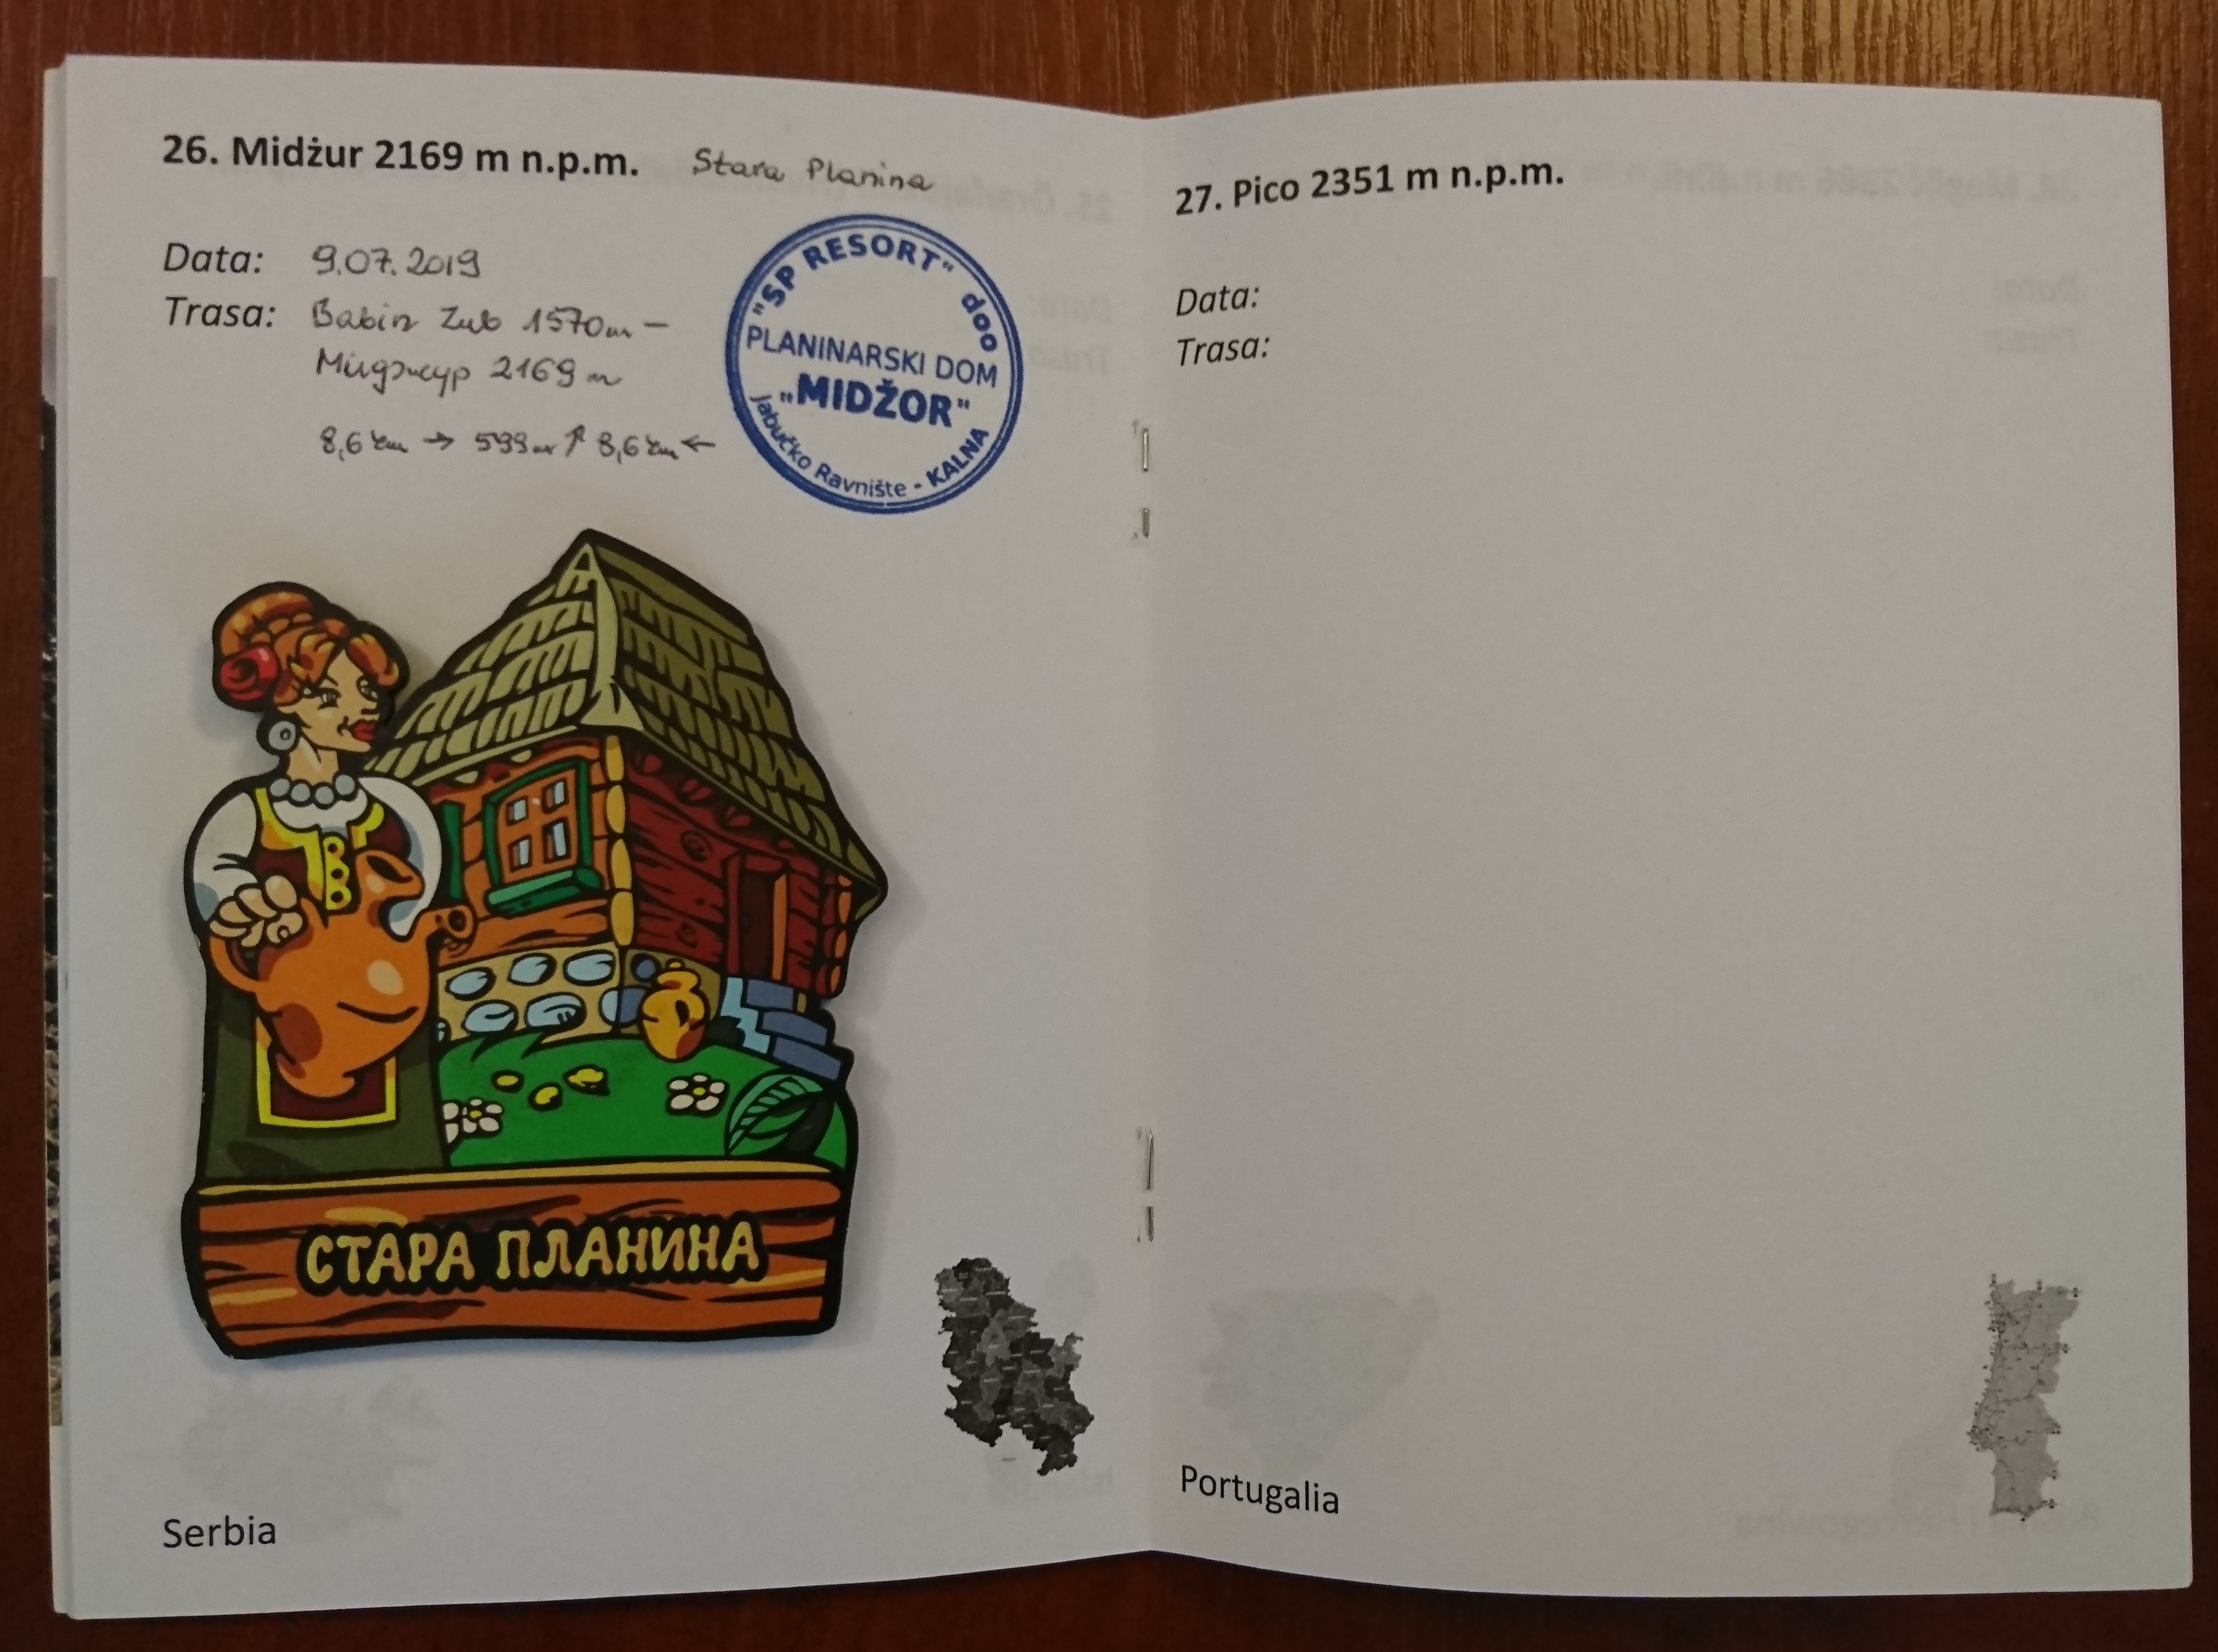 26. Midżur 2169 m n.p.m. Stara Planina
Data: 9.07.2019
Trasa: Babin Zub 1570m –
Миджур 2169 m
8,6 km → 599m ↑ 8,6 km ←
"SP RESORT" doo
PLANINARSKI DOM
„MIDŽOR"
Jabučko Ravnište - KALNA
СТАРА ПЛАНИНА
Serbia
27. Pico 2351 m n.p.m.
Data:
Trasa:
Portugalia